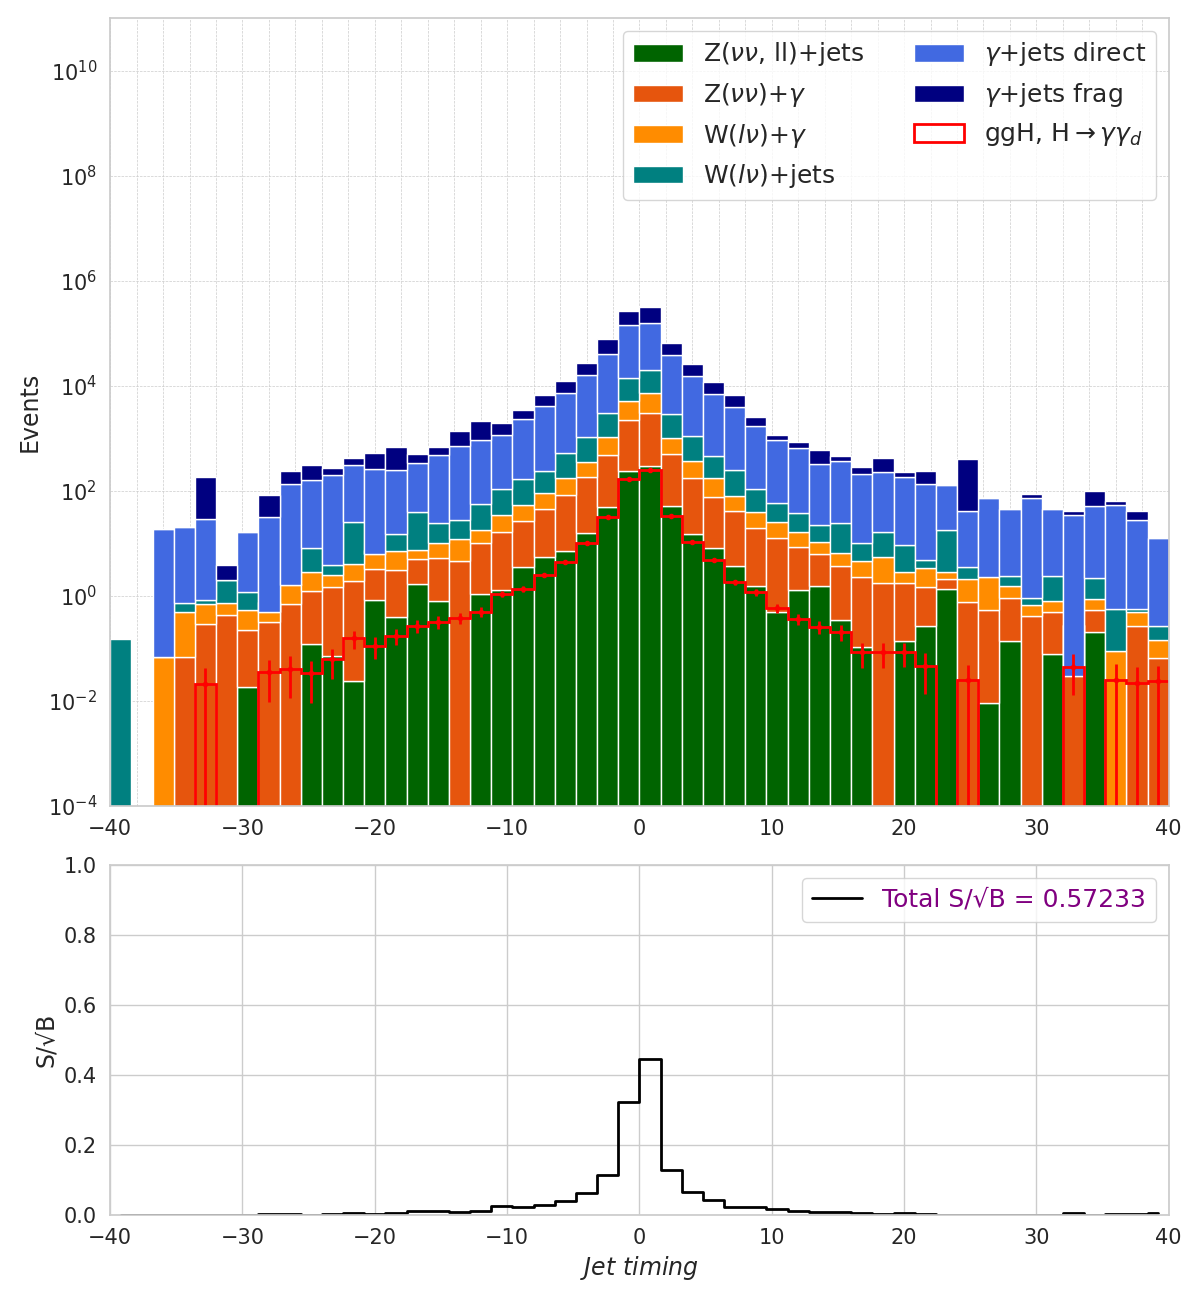 Z(νν, ll)+jets
Z(νν)+γ
W(lν)+γ
W(lν)+jets
γ+jets direct
γ+jets frag
ggH, H→γγ_d
Events
10^10
10^8
10^6
10^4
10^2
10^0
10^−2
10^−4
−40 −30 −20 −10 0 10 20 30 40
Total S/√B = 0.57233
S/√B
1.0
0.8
0.6
0.4
0.2
0.0
−40 −30 −20 −10 0 10 20 30 40
Jet timing